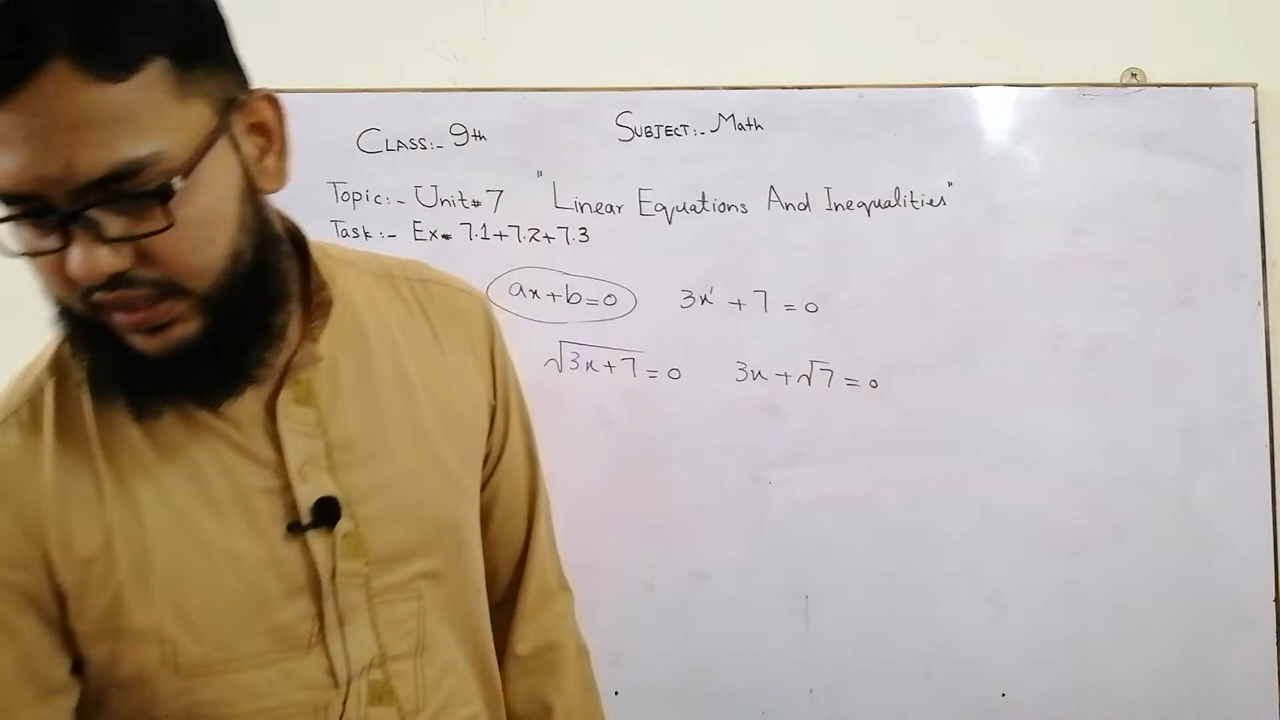 CLASS:- 9th SUBJECT:- Math
Topic:- Unit# 7 "Linear Equations And Inequalities"
Task:- Ex# 7.1+7.2+7.3
ax+b=0 3x¹ + 7 = 0
√3x+7 = 0 3x + √7 = 0